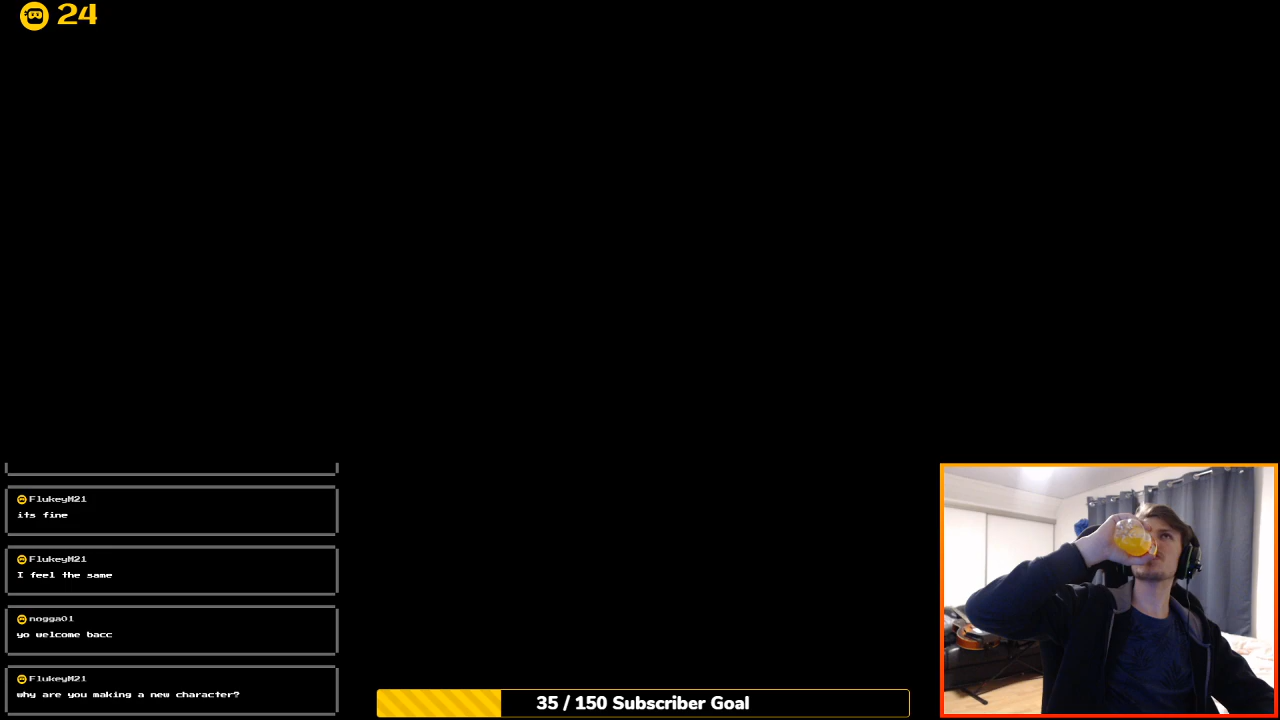 24
FlukeyM21
its fine
FlukeyM21
I feel the same
nogga01
yo welcome bacc
FlukeyM21
why are you making a new character?
35 / 150 Subscriber Goal